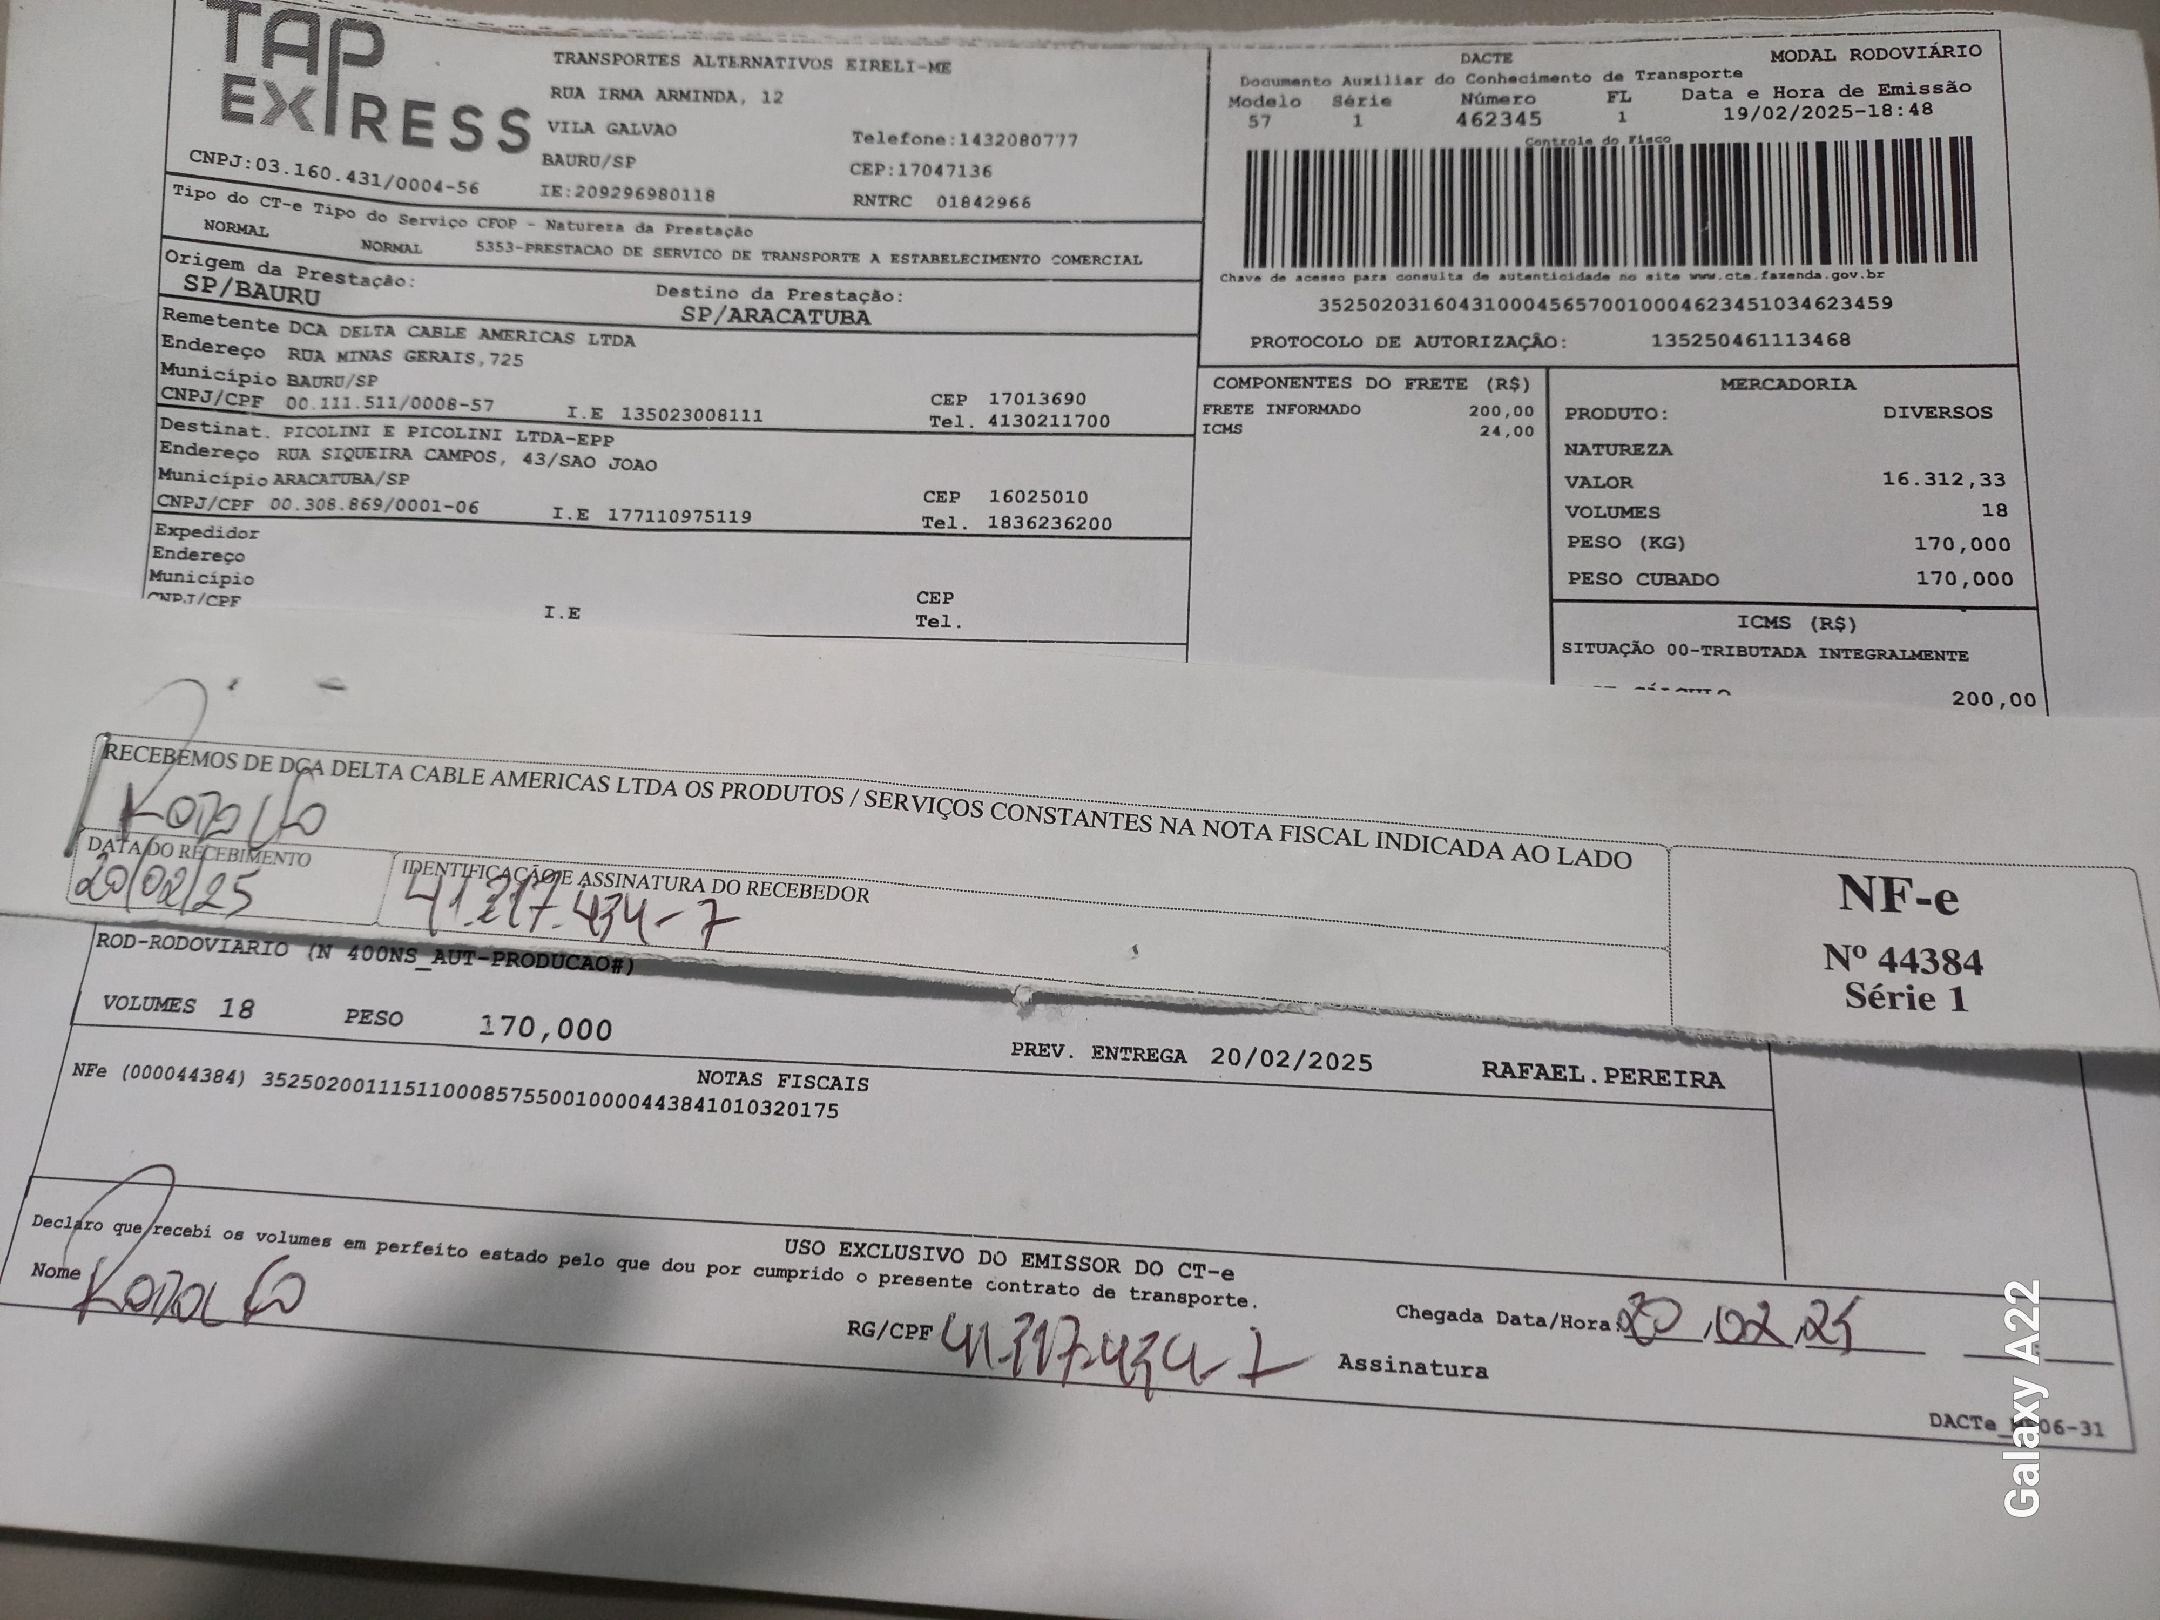 TAP EXPRESS
TRANSPORTES ALTERNATIVOS EIRELI-ME
RUA IRMA ARMINDA, 12
VILA GALVAO Telefone:1432080777
BAURU/SP CEP:17047136
CNPJ:03.160.431/0004-56 IE:209296980118 RNTRC 01842966
Tipo do CT-e Tipo do Serviço CFOP - Natureza da Prestação
NORMAL NORMAL 5353-PRESTACAO DE SERVICO DE TRANSPORTE A ESTABELECIMENTO COMERCIAL
Origem da Prestação: Destino da Prestação:
SP/BAURU SP/ARACATUBA
Remetente DCA DELTA CABLE AMERICAS LTDA
Endereço RUA MINAS GERAIS,725
Município BAURU/SP CEP 17013690
CNPJ/CPF 00.111.511/0008-57 I.E 135023008111 Tel. 4130211700
Destinat. PICOLINI E PICOLINI LTDA-EPP
Endereço RUA SIQUEIRA CAMPOS, 43/SAO JOAO
Município ARACATUBA/SP CEP 16025010
CNPJ/CPF 00.308.869/0001-06 I.E 177110975119 Tel. 1836236200
Expedidor
Endereço
Município CEP
CNPJ/CPF I.E Tel.
DACTE MODAL RODOVIÁRIO
Documento Auxiliar do Conhecimento de Transporte
Modelo Série Número FL Data e Hora de Emissão
57 1 462345 1 19/02/2025-18:48
Controle do Fisco
Chave de acesso para consulta de autenticidade no site www.cte.fazenda.gov.br
35250203160431000456570010004623451034623459
PROTOCOLO DE AUTORIZAÇÃO: 135250461113468
COMPONENTES DO FRETE (R$)
FRETE INFORMADO 200,00
ICMS 24,00
MERCADORIA
PRODUTO: DIVERSOS
NATUREZA
VALOR 16.312,33
VOLUMES 18
PESO (KG) 170,000
PESO CUBADO 170,000
ICMS (R$)
SITUAÇÃO 00-TRIBUTADA INTEGRALMENTE
200,00
RECEBEMOS DE DCA DELTA CABLE AMERICAS LTDA OS PRODUTOS / SERVIÇOS CONSTANTES NA NOTA FISCAL INDICADA AO LADO
DATA DO RECEBIMENTO IDENTIFICAÇÃO E ASSINATURA DO RECEBEDOR
20/02/25 41.317.434-7
NF-e
Nº 44384
Série 1
ROD-RODOVIARIO (N 400NS_AUT-PRODUCAO#)
VOLUMES 18 PESO 170,000 PREV. ENTREGA 20/02/2025 RAFAEL.PEREIRA
NOTAS FISCAIS
NFe (000044384) 35250200111511000857550010000443841010320175
USO EXCLUSIVO DO EMISSOR DO CT-e
Declaro que recebi os volumes em perfeito estado pelo que dou por cumprido o presente contrato de transporte.
Nome RG/CPF 41.317.434-7 Chegada Data/Hora 20.02.25
Assinatura
DACTe_ 06-31
Galaxy A22